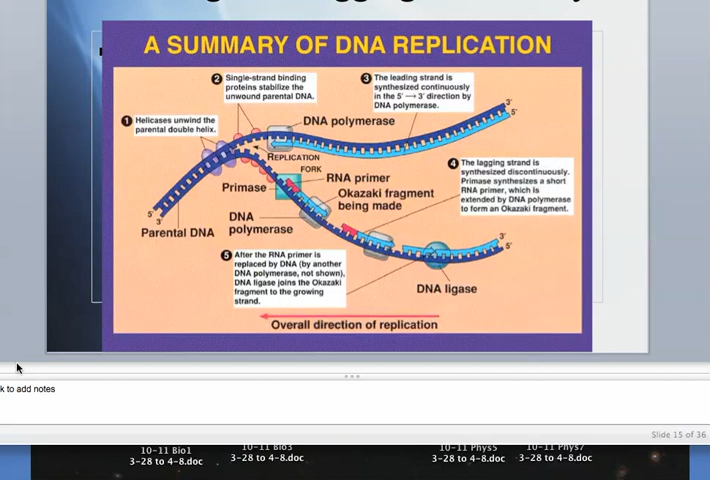 A SUMMARY OF DNA REPLICATION
2 Single-strand binding
proteins stabilize the
unwound parental DNA.
3 The leading strand is
synthesized continuously
in the 5' → 3' direction by
DNA polymerase.
1 Helicases unwind the
parental double helix.
DNA polymerase
3'
5'
REPLICATION
FORK
Primase
RNA primer
Okazaki fragment
being made
4 The lagging strand is
synthesized discontinuously.
Primase synthesizes a short
RNA primer, which is
extended by DNA polymerase
to form an Okazaki fragment.
5'
3'
Parental DNA
DNA
polymerase
3'
5'
5 After the RNA primer is
replaced by DNA (by another
DNA polymerase, not shown),
DNA ligase joins the Okazaki
fragment to the growing
strand.
DNA ligase
Overall direction of replication
k to add notes
Slide 15 of 36
10-11 Bio1
3-28 to 4-8.doc
10-11 Bio3
3-28 to 4-8.doc
10-11 Phys5
3-28 to 4-8.doc
10-11 Phys7
3-28 to 4-8.doc